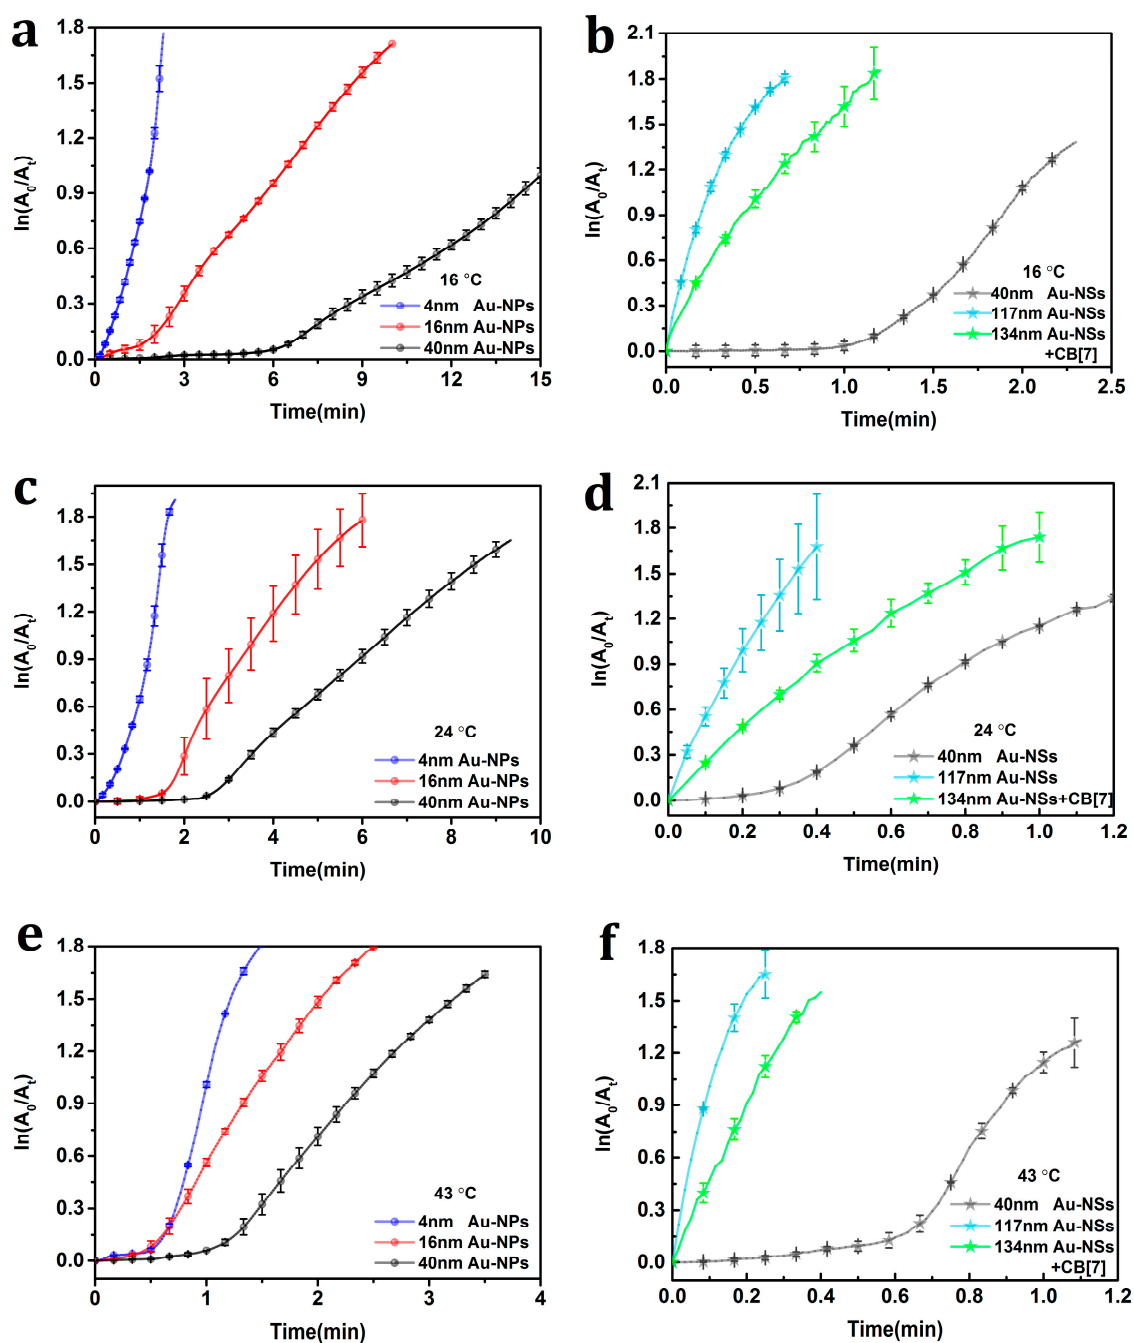 a
ln(A0/At)
1.8
1.5
1.2
0.9
0.6
0.3
0.0
16 °C
4nm Au-NPs
16nm Au-NPs
40nm Au-NPs
0 3 6 9 12 15
Time(min)
b
ln(A0/At)
2.1
1.8
1.5
1.2
0.9
0.6
0.3
0.0
16 °C
40nm Au-NSs
117nm Au-NSs
134nm Au-NSs
+CB[7]
0.0 0.5 1.0 1.5 2.0 2.5
Time(min)
c
ln(A0/At)
1.8
1.5
1.2
0.9
0.6
0.3
0.0
24 °C
4nm Au-NPs
16nm Au-NPs
40nm Au-NPs
0 2 4 6 8 10
Time(min)
d
ln(A0/At)
2.1
1.8
1.5
1.2
0.9
0.6
0.3
0.0
24 °C
40nm Au-NSs
117nm Au-NSs
134nm Au-NSs+CB[7]
0.0 0.2 0.4 0.6 0.8 1.0 1.2
Time(min)
e
ln(A0/At)
1.8
1.5
1.2
0.9
0.6
0.3
0.0
43 °C
4nm Au-NPs
16nm Au-NPs
40nm Au-NPs
0 1 2 3 4
Time(min)
f
ln(A0/At)
1.8
1.5
1.2
0.9
0.6
0.3
0.0
43 °C
40nm Au-NSs
117nm Au-NSs
134nm Au-NSs
+CB[7]
0.0 0.2 0.4 0.6 0.8 1.0 1.2
Time(min)